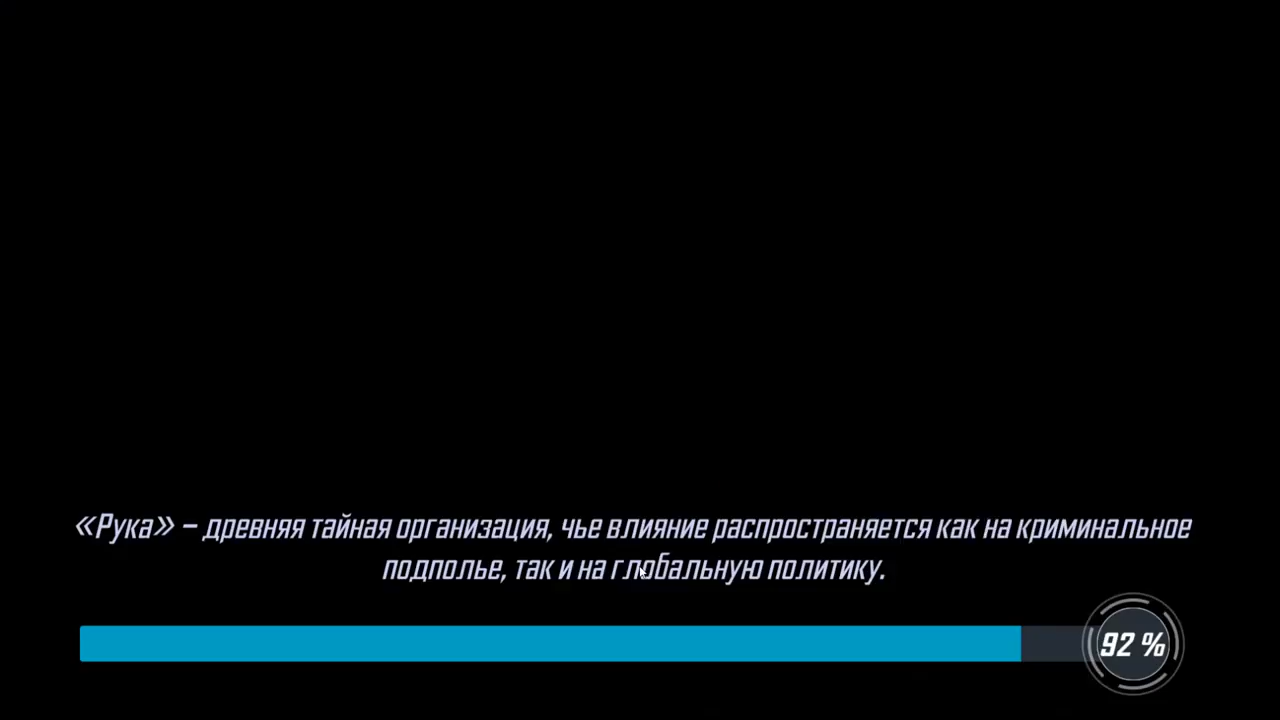 «Рука» – древняя тайная организация, чье влияние распространяется как на криминальное
подполье, так и на глобальную политику.
92 %